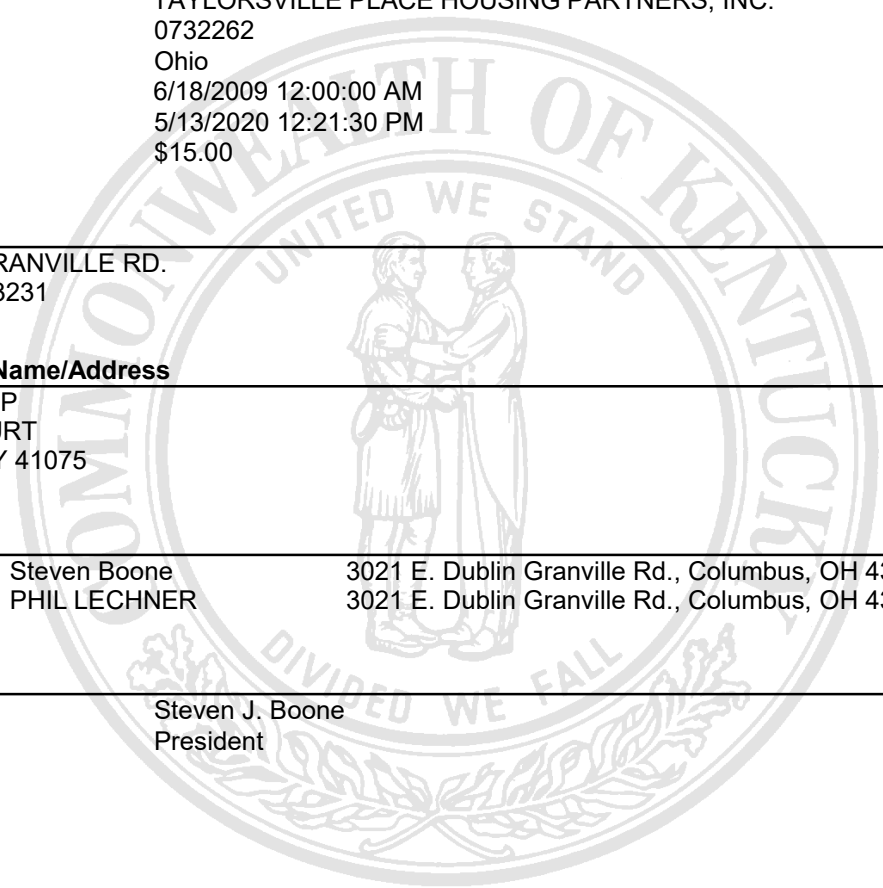 TAYLORSVILLE PLACE HOUSING PARTNERS, INC.
0732262
Ohio
6/18/2009 12:00:00 AM
5/13/2020 12:21:30 PM
$15.00
COMMONWEALTH OF KENTUCKY
UNITED WE STAND
RANVILLE RD.
3231
Name/Address
P
URT
Y 41075
Steven Boone 3021 E. Dublin Granville Rd., Columbus, OH 43
PHIL LECHNER 3021 E. Dublin Granville Rd., Columbus, OH 43
DIVIDED WE FALL
Steven J. Boone
President